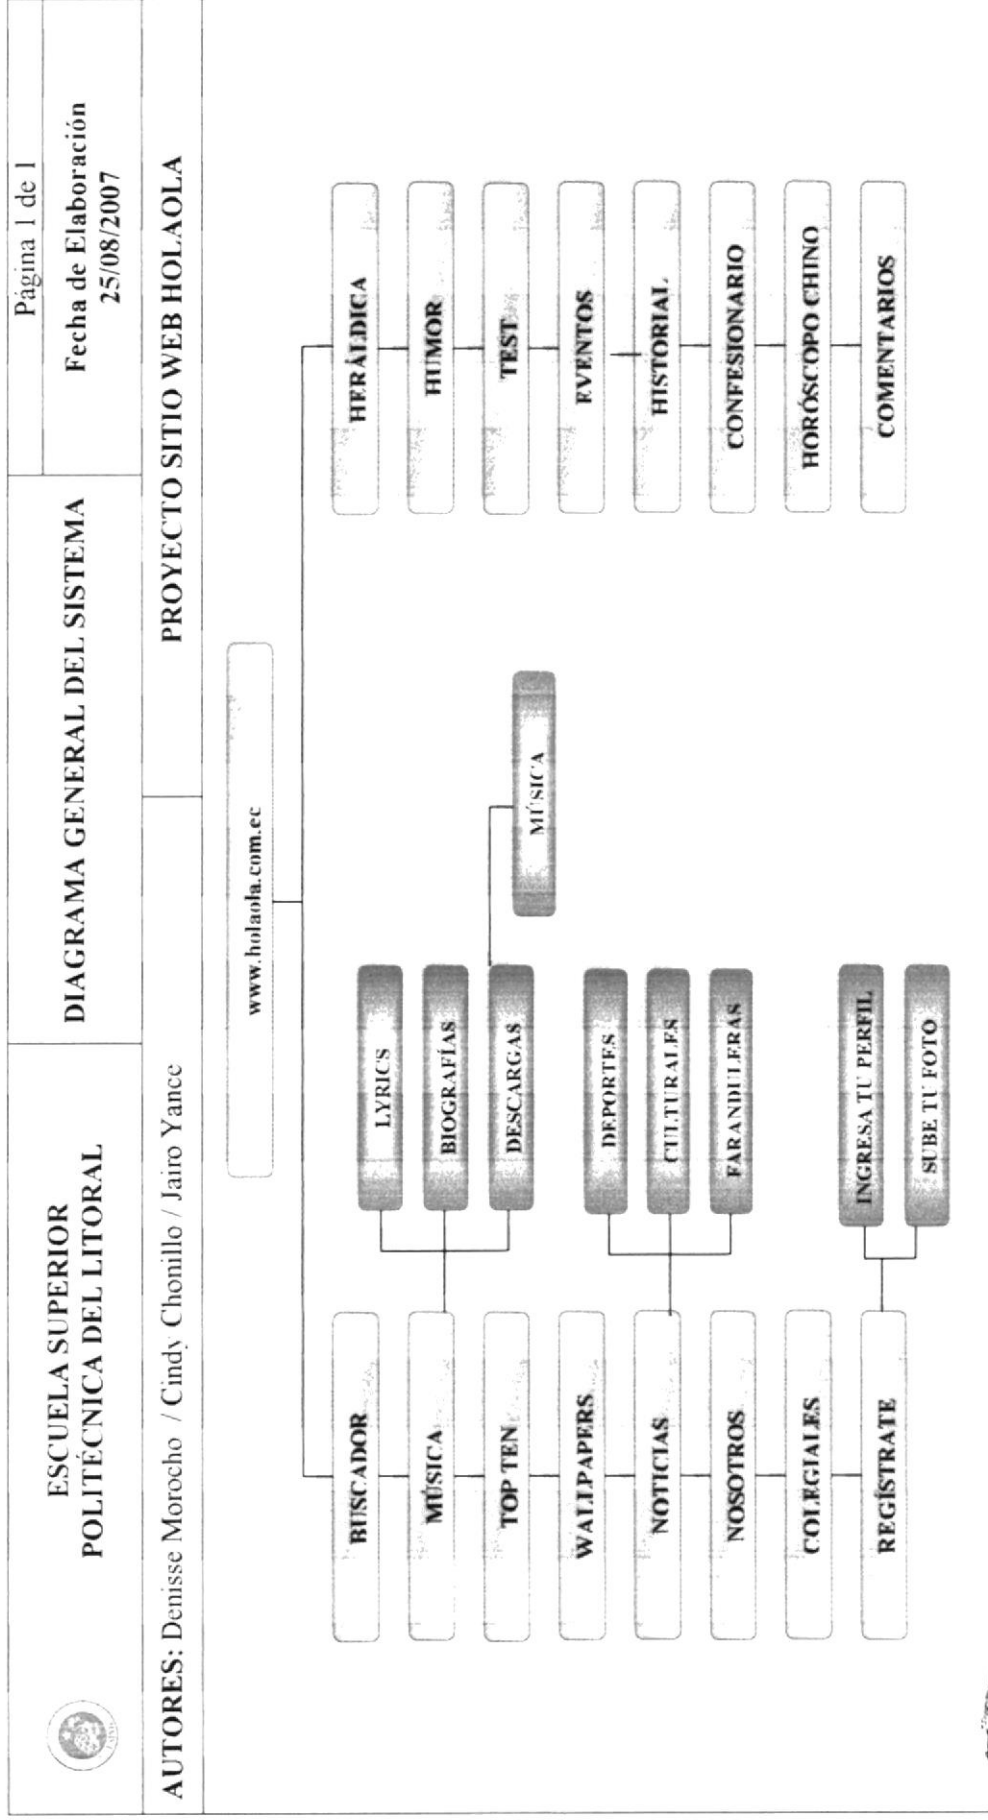 ESCUELA SUPERIOR
POLITÉCNICA DEL LITORAL
DIAGRAMA GENERAL DEL SISTEMA
Página 1 de 1
Fecha de Elaboración
25/08/2007
AUTORES: Denisse Morocho / Cindy Chonillo / Jairo Yance
PROYECTO SITIO WEB HOLAOLA
www.holaola.com.ec
BUSCADOR
MÚSICA
TOP TEN
WALLPAPERS
NOTICIAS
NOSOTROS
COLEGIALES
REGÍSTRATE
LYRICS
BIOGRAFÍAS
DESCARGAS
MÚSICA
DEPORTES
CULTURALES
FARANDULERAS
INGRESA TU PERFIL
SUBE TU FOTO
HERÁLDICA
HUMOR
TEST
EVENTOS
HISTORIAL
CONFESIONARIO
HORÓSCOPO CHINO
COMENTARIOS